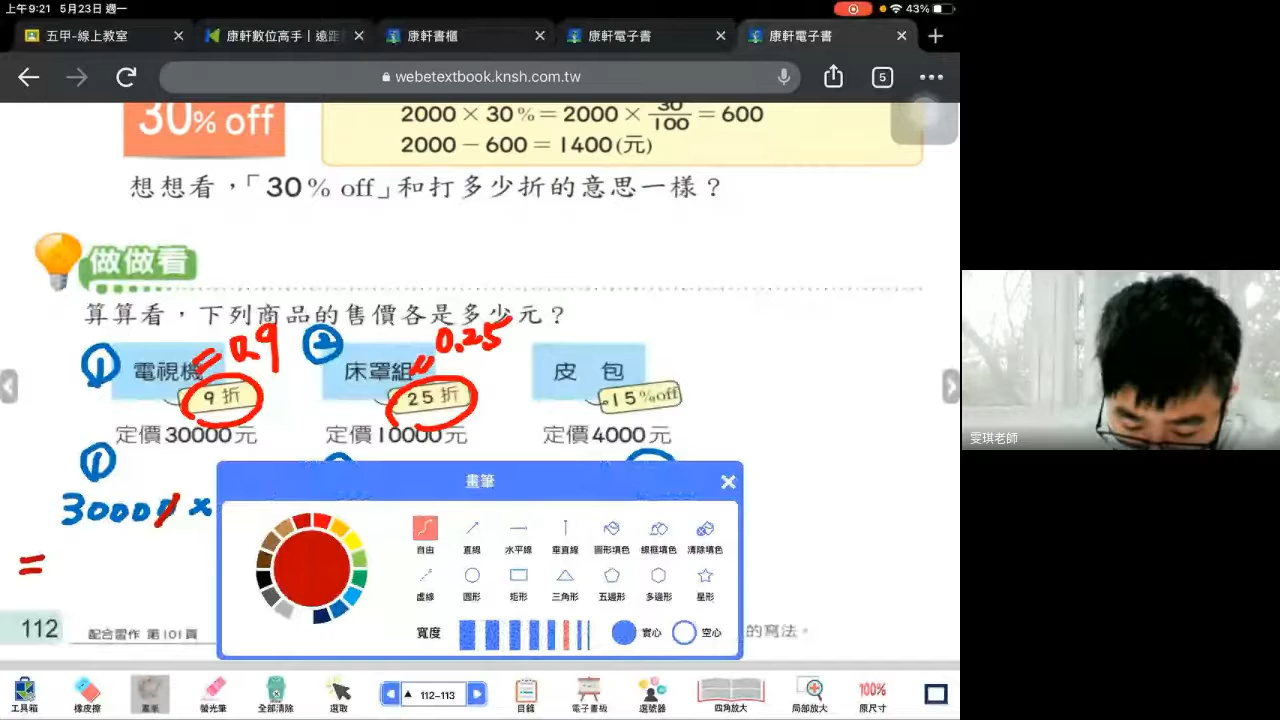 上午9:21 5月23日 週一
43%
五甲-線上教室
康軒數位高手｜遠距
康軒書櫃
康軒電子書
康軒電子書
webetextbook.knsh.com.tw
5
30% off
2000 × 30% = 2000 × 30/100 = 600
2000 − 600 = 1400(元)
想想看，「30% off」和打多少折的意思一樣？
做做看
算算看，下列商品的售價各是多少元？
① = 0.9 ② = 0.25
電視機 床罩組 皮包
9折 25折 15%off
定價30000元 定價10000元 定價4000元
①
30000 ×
=
畫筆
自由 直線 水平線 垂直線 圖形填色 線框填色 清除填色
虛線 圓形 矩形 三角形 五邊形 多邊形 星形
寬度 實心 空心
的寫法。
112 配合習作 第101頁
工具箱 橡皮擦 畫筆 螢光筆 全部清除 選取 112-113 目錄 電子畫板 選號器 四角放大 局部放大 100% 原尺寸
雯琪老師